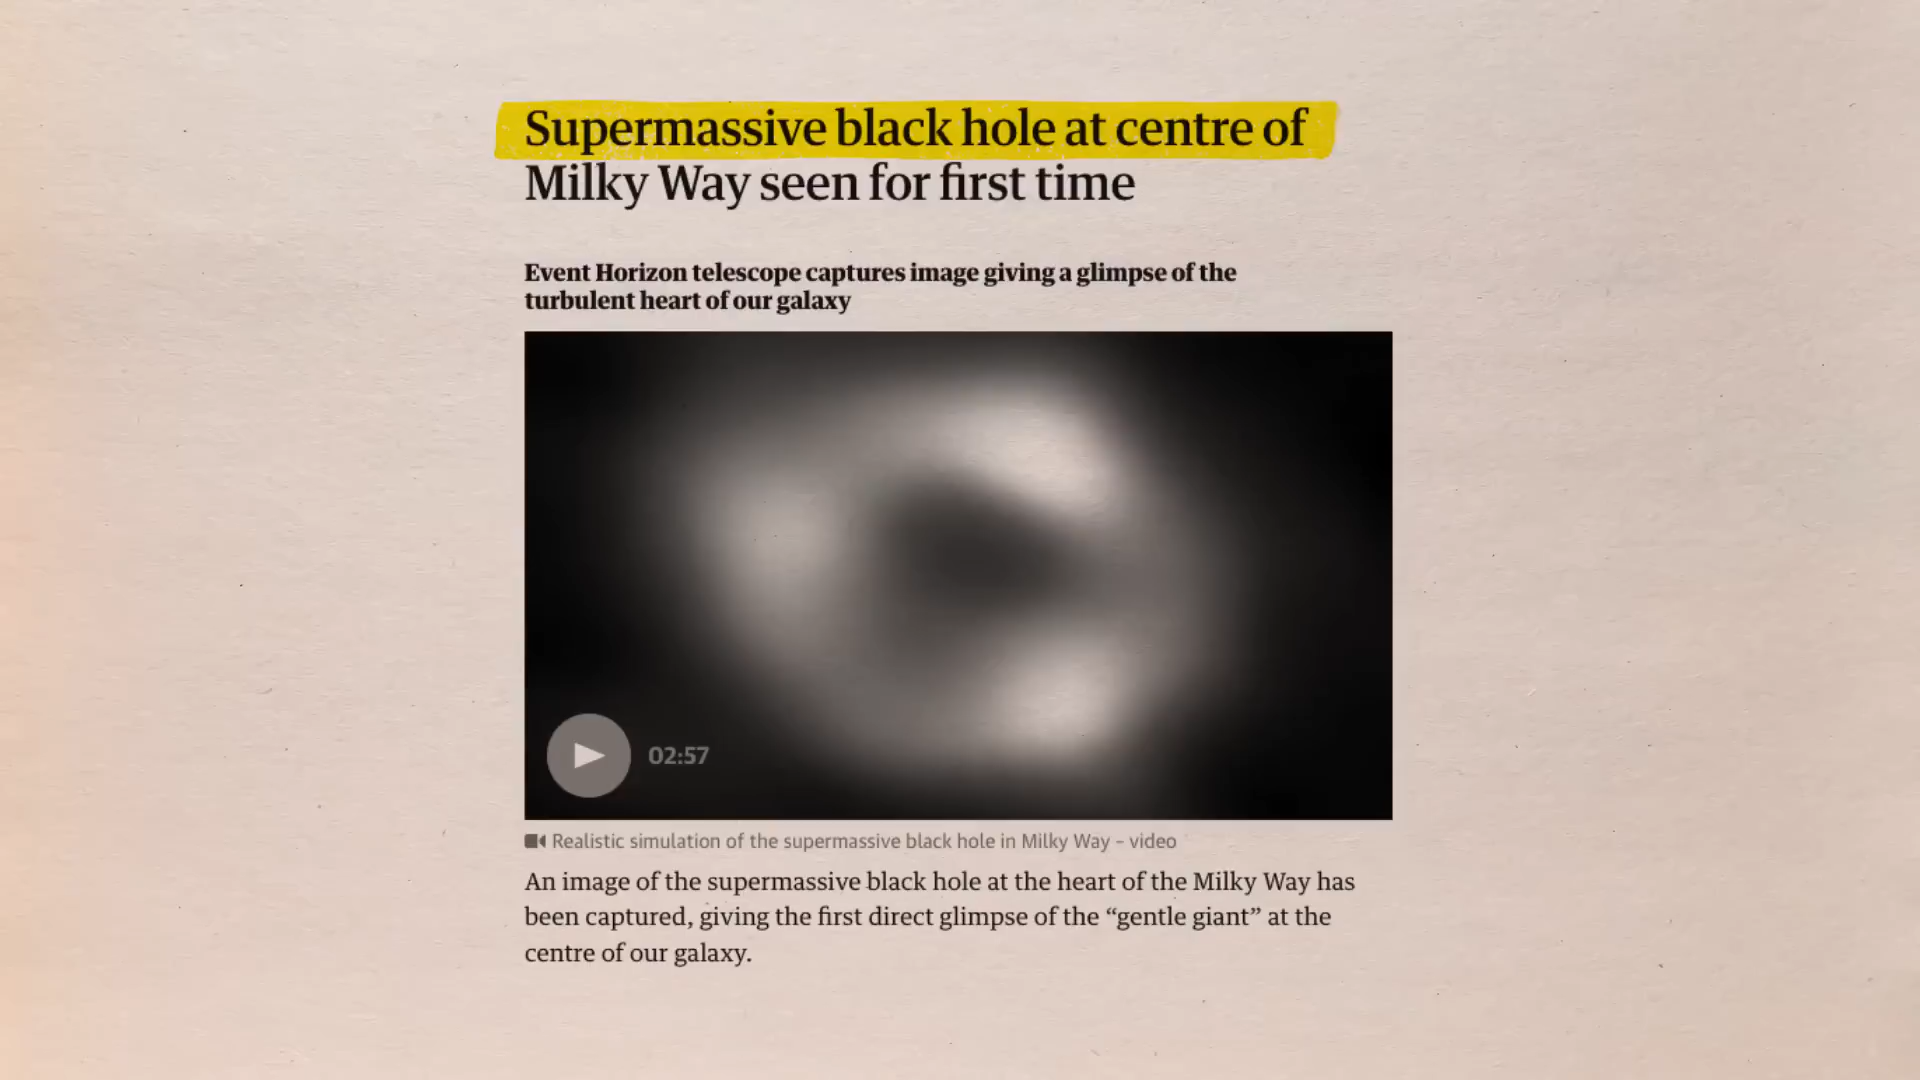 Supermassive black hole at centre of
Milky Way seen for first time
Event Horizon telescope captures image giving a glimpse of the
turbulent heart of our galaxy
02:57
Realistic simulation of the supermassive black hole in Milky Way – video
An image of the supermassive black hole at the heart of the Milky Way has
been captured, giving the first direct glimpse of the “gentle giant” at the
centre of our galaxy.